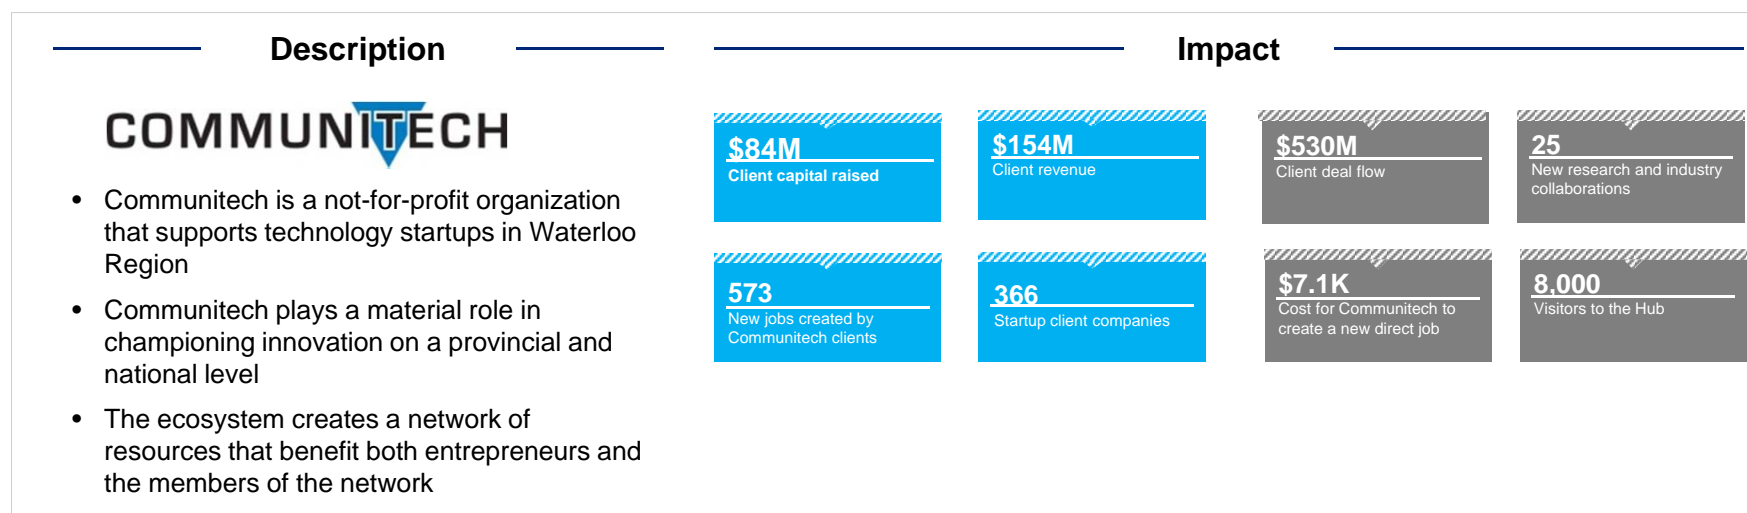 Description
COMMUNITECH
• Communitech is a not-for-profit organization
that supports technology startups in Waterloo
Region
• Communitech plays a material role in
championing innovation on a provincial and
national level
• The ecosystem creates a network of
resources that benefit both entrepreneurs and
the members of the network
Impact
$84M
Client capital raised
$154M
Client revenue
$530M
Client deal flow
25
New research and industry
collaborations
573
New jobs created by
Communitech clients
366
Startup client companies
$7.1K
Cost for Communitech to
create a new direct job
8,000
Visitors to the Hub